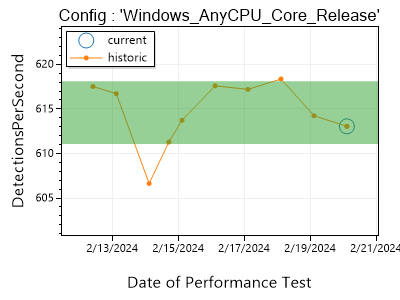 Config : 'Windows_AnyCPU_Core_Release'
current
historic
DetectionsPerSecond
620
615
610
605
2/13/2024
2/15/2024
2/17/2024
2/19/2024
2/21/2024
Date of Performance Test